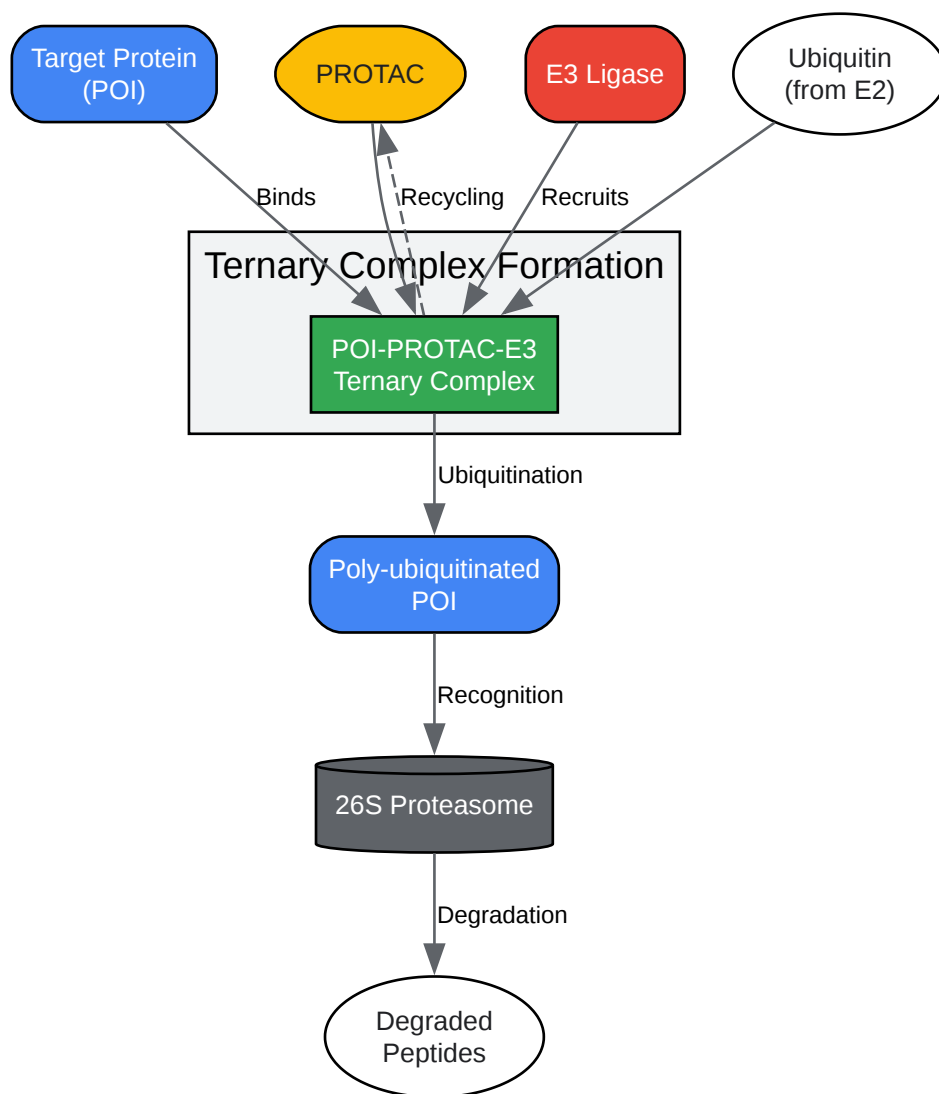 Target Protein
(POI)
PROTAC
E3 Ligase
Ubiquitin
(from E2)
Binds
Recycling
Recruits
Ternary Complex Formation
POI-PROTAC-E3
Ternary Complex
Ubiquitination
Poly-ubiquitinated
POI
Recognition
26S Proteasome
Degradation
Degraded
Peptides